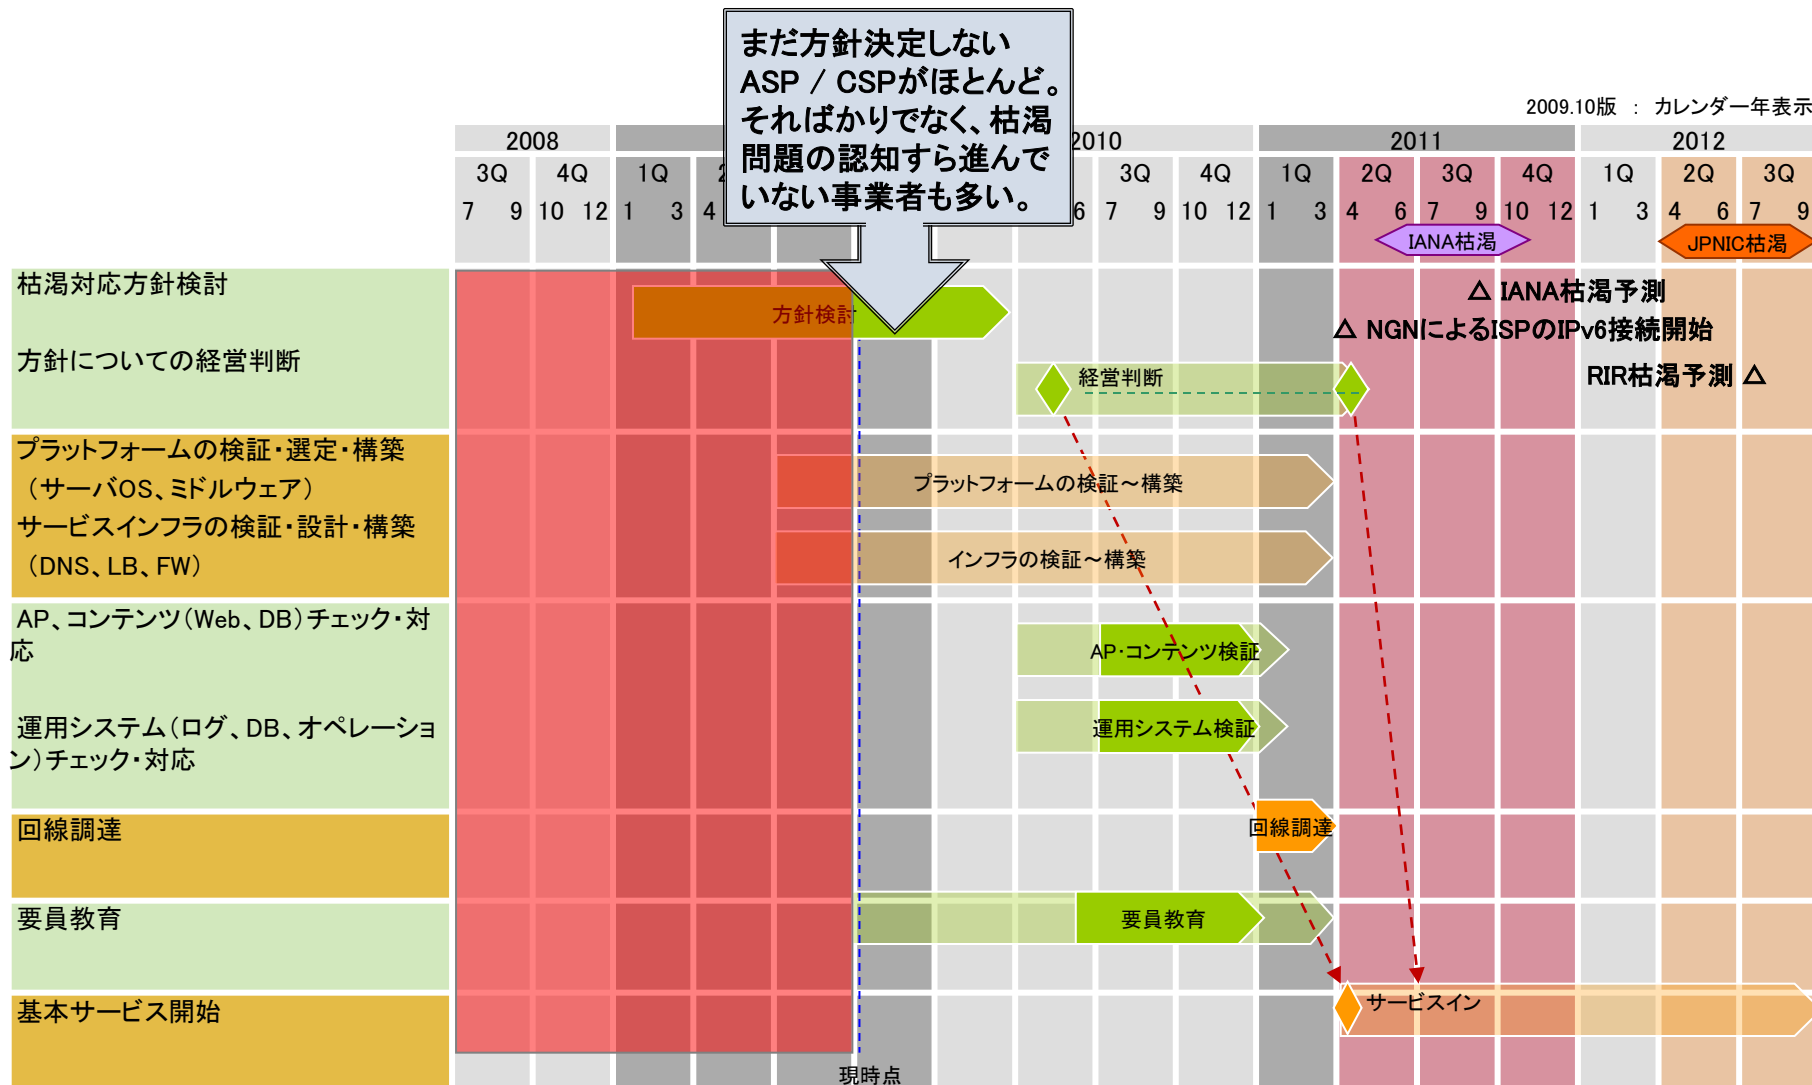 まだ方針決定しない
ASP / CSPがほとんど。
そればかりでなく、枯渇
問題の認知すら進んで
いない事業者も多い。
2009.10版 : カレンダー年表示
2008 2010 2011 2012
3Q 4Q 1Q 2 3Q 4Q 1Q 2Q 3Q 4Q 1Q 2Q 3Q
7 9 10 12 1 3 4 6 7 9 10 12 1 3 4 6 7 9 10 12 1 3 4 6 7 9
IANA枯渇 JPNIC枯渇
枯渇対応方針検討
方針検討
△ IANA枯渇予測
△ NGNによるISPのIPv6接続開始
方針についての経営判断
経営判断
RIR枯渇予測 △
プラットフォームの検証・選定・構築
（サーバOS、ミドルウェア）
プラットフォームの検証～構築
サービスインフラの検証・設計・構築
（DNS、LB、FW）
インフラの検証～構築
AP、コンテンツ（Web、DB）チェック・対
応
AP・コンテンツ検証
運用システム（ログ、DB、オペレーショ
ン）チェック・対応
運用システム検証
回線調達
回線調達
要員教育
要員教育
基本サービス開始
サービスイン
現時点